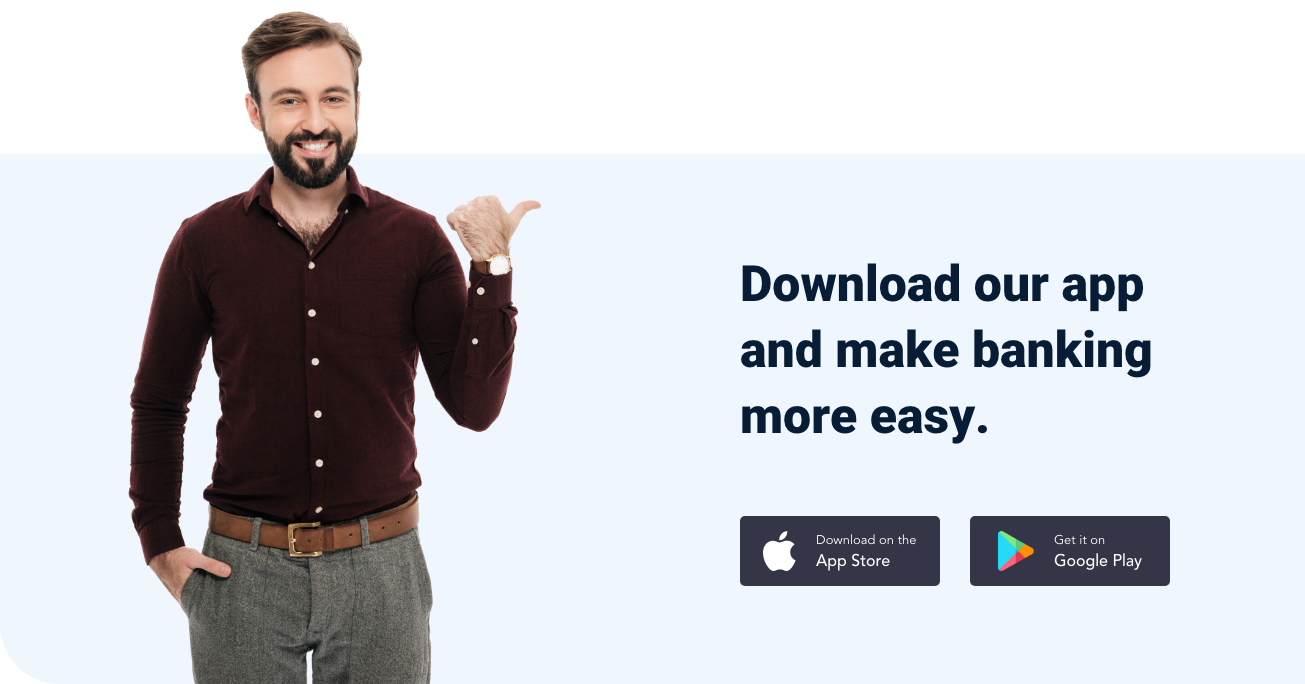 Download our app
and make banking
more easy.
Download on the
App Store
Get it on
Google Play